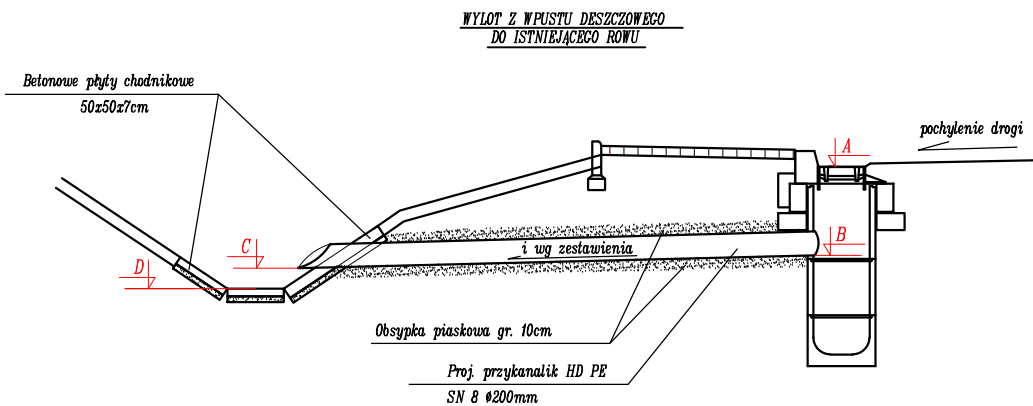 WYLOT Z WPUSTU DESZCZOWEGO
DO ISTNIEJĄCEGO ROWU
Betonowe płyty chodnikowe
50x50x7cm
pochylenie drogi
A
B
C
D
i wg zestawienia
Obsypka piaskowa gr. 10cm
Proj. przykanalik HD PE
SN 8 ø200mm